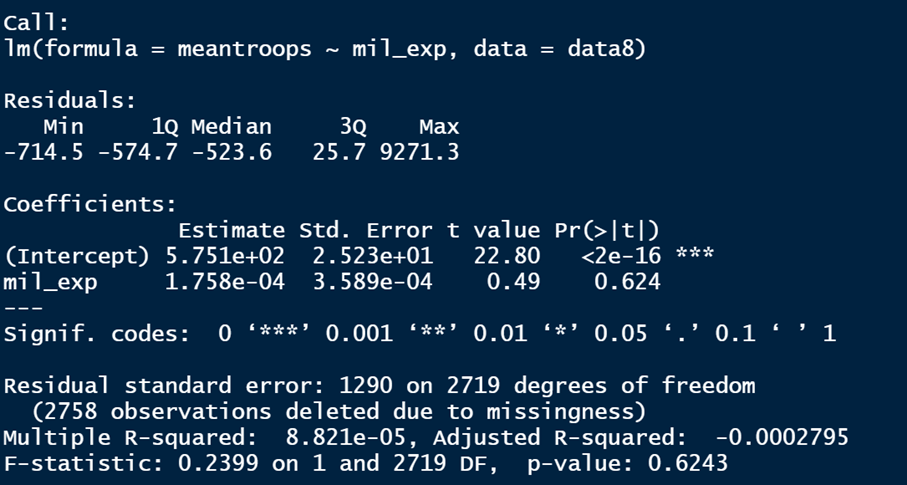 Call:
lm(formula = meantroops ~ mil_exp, data = data8)
Residuals:
   Min     1Q Median     3Q    Max
-714.5 -574.7 -523.6   25.7 9271.3
Coefficients:
             Estimate Std. Error t value Pr(>|t|)
(Intercept) 5.751e+02  2.523e+01   22.80   <2e-16 ***
mil_exp     1.758e-04  3.589e-04    0.49    0.624
---
Signif. codes:  0 ‘***’ 0.001 ‘**’ 0.01 ‘*’ 0.05 ‘.’ 0.1 ‘ ’ 1
Residual standard error: 1290 on 2719 degrees of freedom
  (2758 observations deleted due to missingness)
Multiple R-squared:  8.821e-05, Adjusted R-squared:  -0.0002795
F-statistic: 0.2399 on 1 and 2719 DF,  p-value: 0.6243